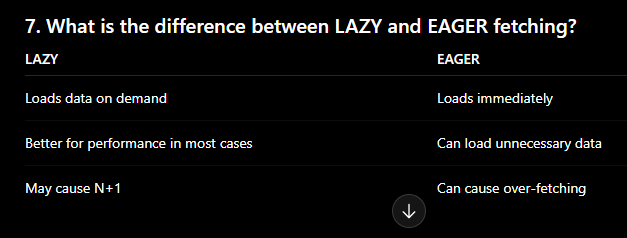 7. What is the difference between LAZY and EAGER fetching?
LAZY EAGER
Loads data on demand Loads immediately
Better for performance in most cases Can load unnecessary data
May cause N+1 Can cause over-fetching